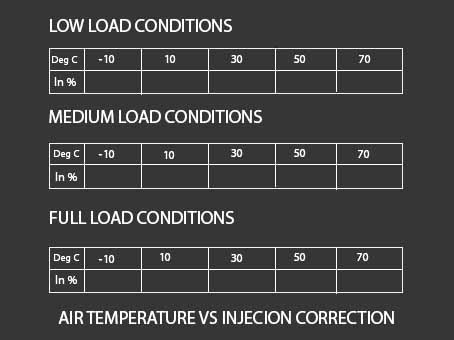 LOW LOAD CONDITIONS
Deg C -10 10 30 50 70
In %
MEDIUM LOAD CONDITIONS
Deg C -10 10 30 50 70
In %
FULL LOAD CONDITIONS
Deg C -10 10 30 50 70
In %
AIR TEMPERATURE VS INJECION CORRECTION